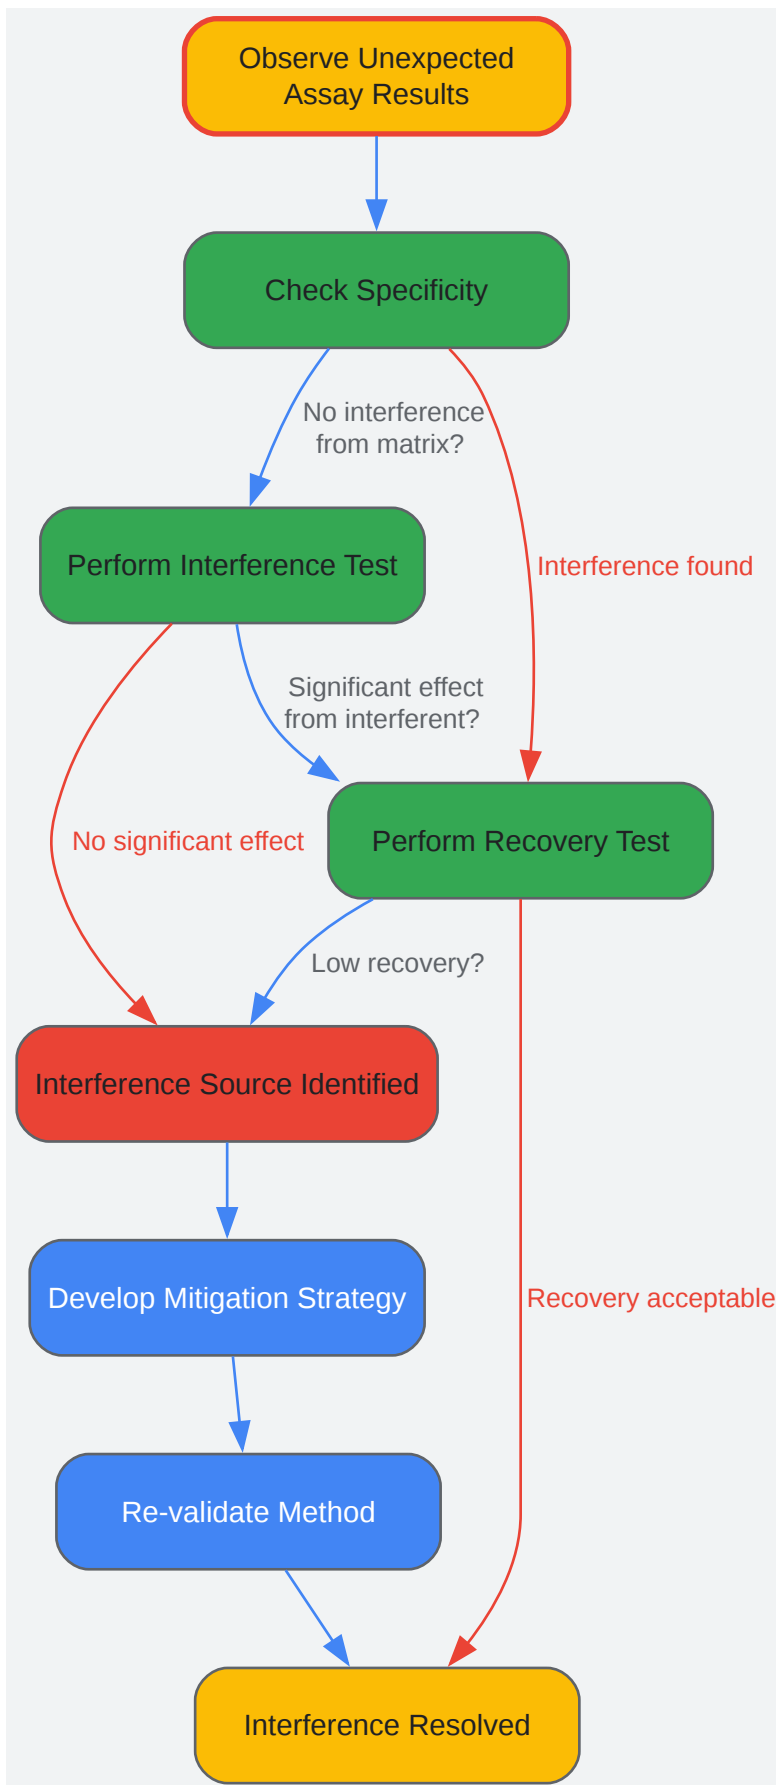 Observe Unexpected
Assay Results
Check Specificity
No interference
from matrix?
Perform Interference Test
Interference found
Significant effect
from interferent?
No significant effect
Perform Recovery Test
Low recovery?
Interference Source Identified
Develop Mitigation Strategy
Recovery acceptable
Re-validate Method
Interference Resolved